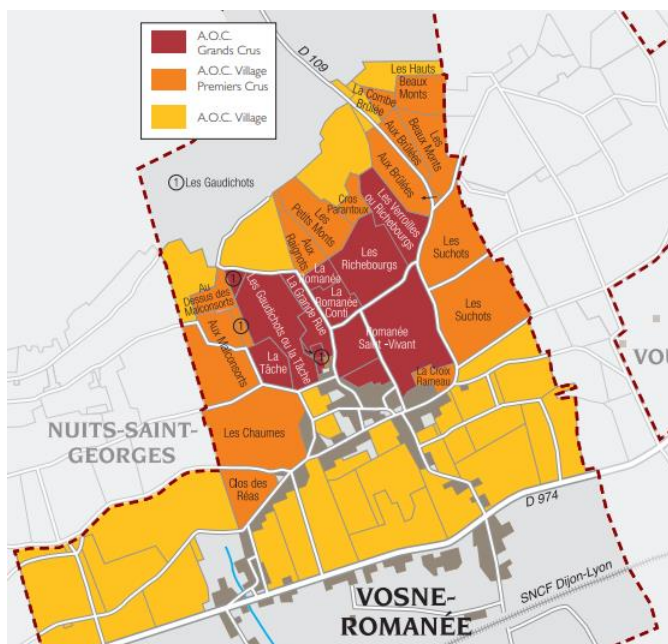 A.O.C.
Grands Crus
A.O.C. Village
Premiers Crus
A.O.C. Village
D 109
Les Hauts
Beaux
Monts
La Combe
Brûlée
Les
Beaux Monts
Aux Brûlées
Aux Brûlées
1 Les Gaudichots
Cros
Parantoux
Les Verroilles
ou Richebourgs
Les
Petits Monts
Aux
Raignots
Les
Richebourgs
Les
Suchots
La Romanée
La
Romanée
Conti
La Grande Rue
Les Gaudichots ou la Tâche
1
Au
Dessus des
Malconsorts
1
Aux Malconsorts
Les
Suchots
Romanée
Saint-Vivant
1
La
Tâche
La Croix
Rameau
VOU
NUITS-SAINT-
GEORGES
Les Chaumes
Clos des
Réas
D 974
VOSNE-
ROMANÉE
SNCF Dijon-Lyon